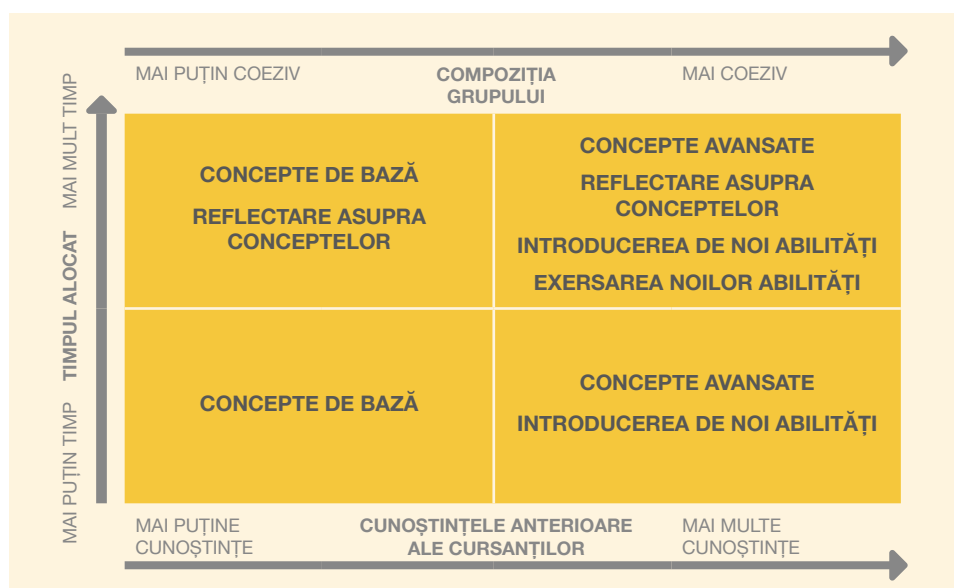 MAI PUȚIN COEZIV
COMPOZIȚIA
GRUPULUI
MAI COEZIV
MAI MULT TIMP
TIMPUL ALOCAT
MAI PUȚIN TIMP
CONCEPTE DE BAZĂ
REFLECTARE ASUPRA
CONCEPTELOR
CONCEPTE AVANSATE
REFLECTARE ASUPRA
CONCEPTELOR
INTRODUCEREA DE NOI ABILITĂȚI
EXERSAREA NOILOR ABILITĂȚI
CONCEPTE DE BAZĂ
CONCEPTE AVANSATE
INTRODUCEREA DE NOI ABILITĂȚI
MAI PUȚINE
CUNOȘTINȚE
CUNOȘTINȚELE ANTERIOARE
ALE CURSANȚILOR
MAI MULTE
CUNOȘTINȚE